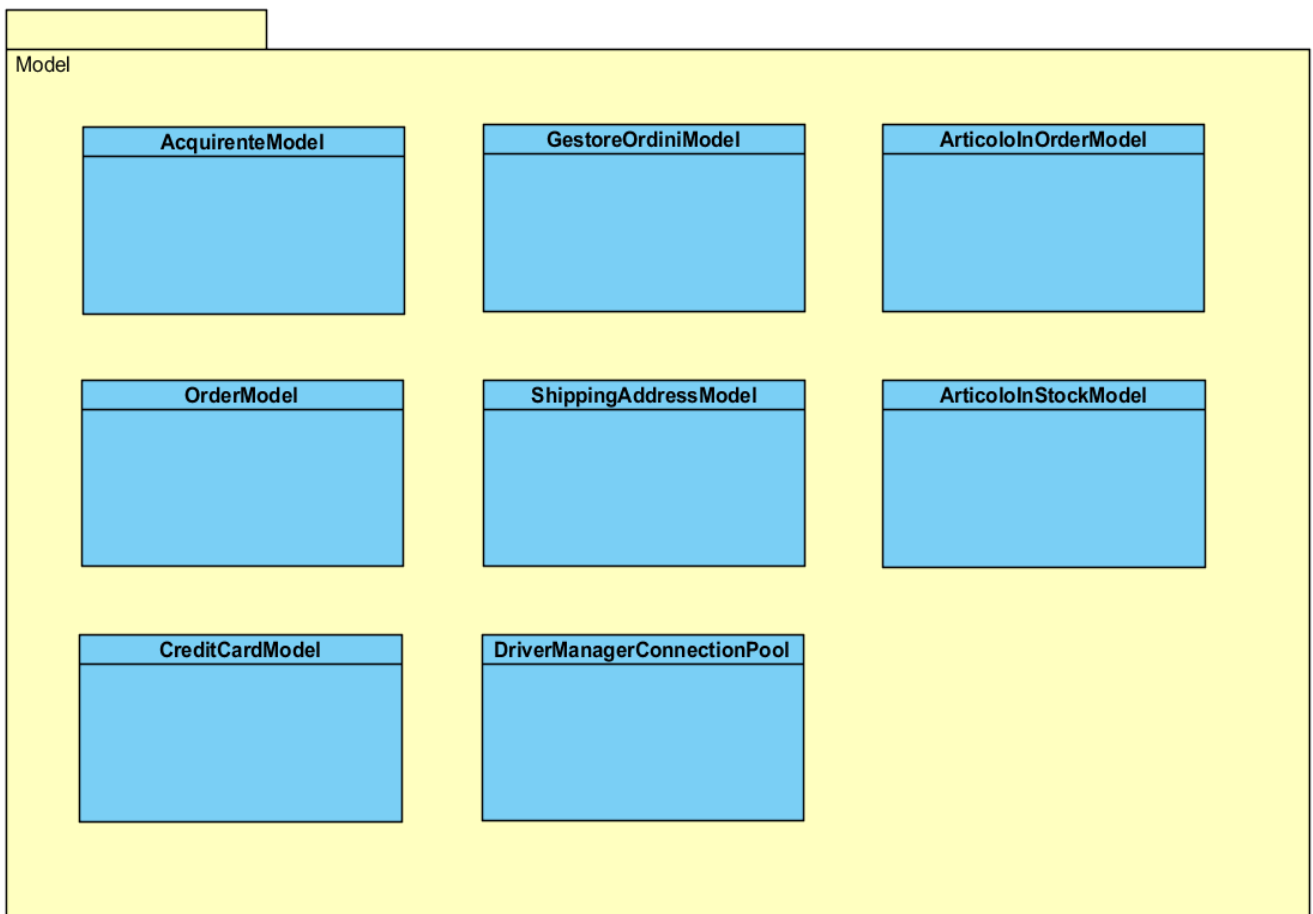 Model
AcquirenteModel
GestoreOrdiniModel
ArticoloInOrderModel
OrderModel
ShippingAddressModel
ArticoloInStockModel
CreditCardModel
DriverManagerConnectionPool